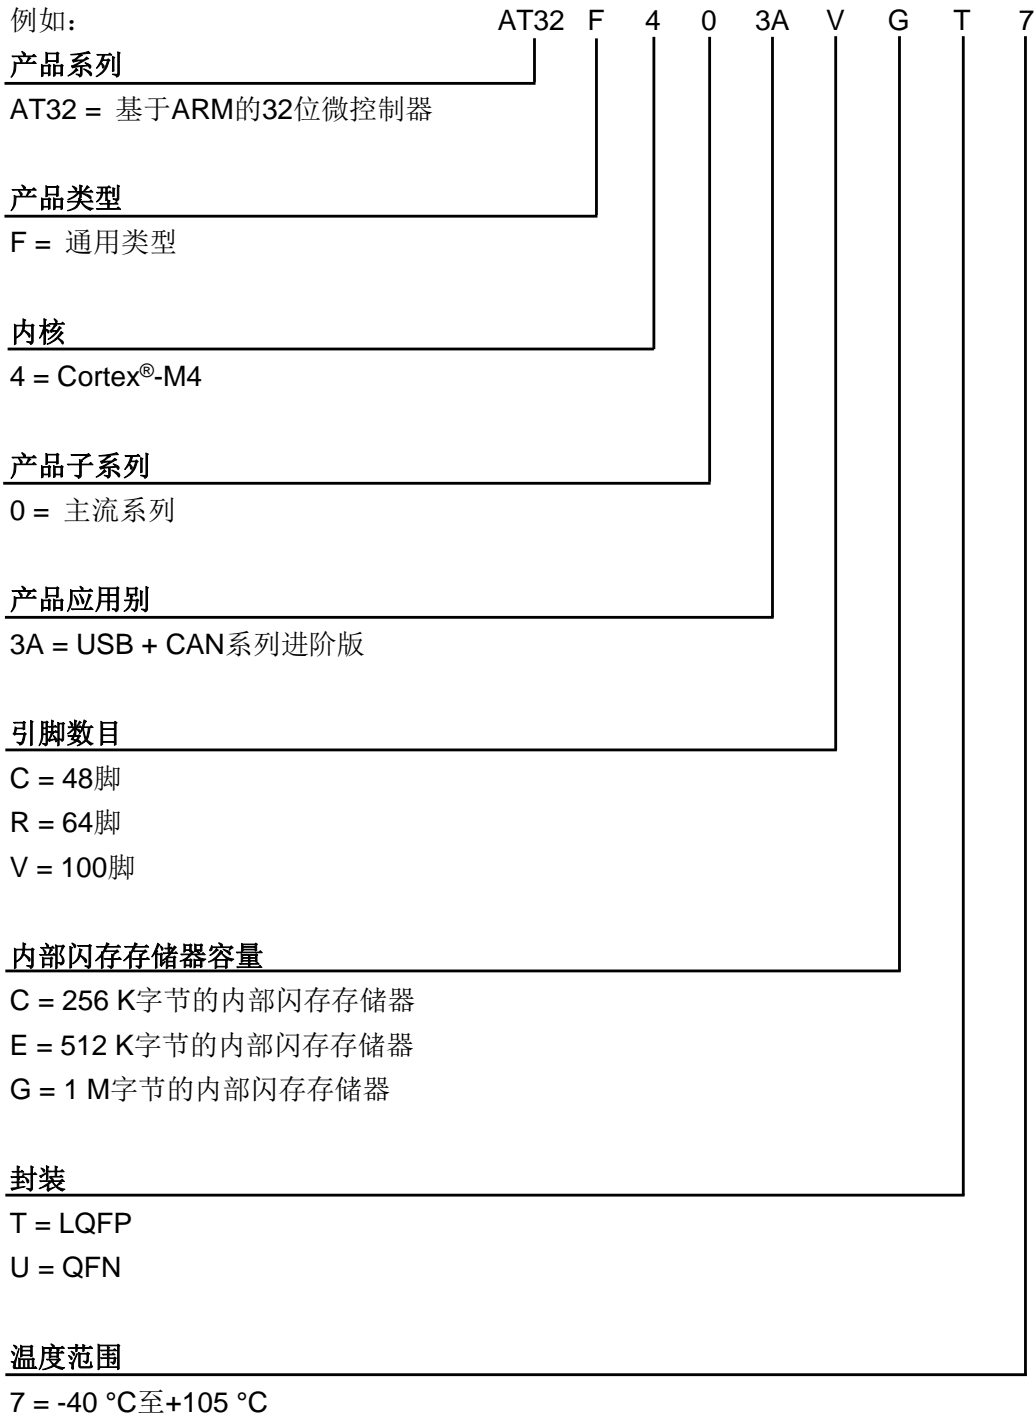 例如: AT32 F 4 0 3A V G T 7
产品系列
AT32 = 基于ARM的32位微控制器
产品类型
F = 通用类型
内核
4 = Cortex®-M4
产品子系列
0 = 主流系列
产品应用别
3A = USB + CAN系列进阶版
引脚数目
C = 48脚
R = 64脚
V = 100脚
内部闪存存储器容量
C = 256 K字节的内部闪存存储器
E = 512 K字节的内部闪存存储器
G = 1 M字节的内部闪存存储器
封装
T = LQFP
U = QFN
温度范围
7 = -40 °C至+105 °C